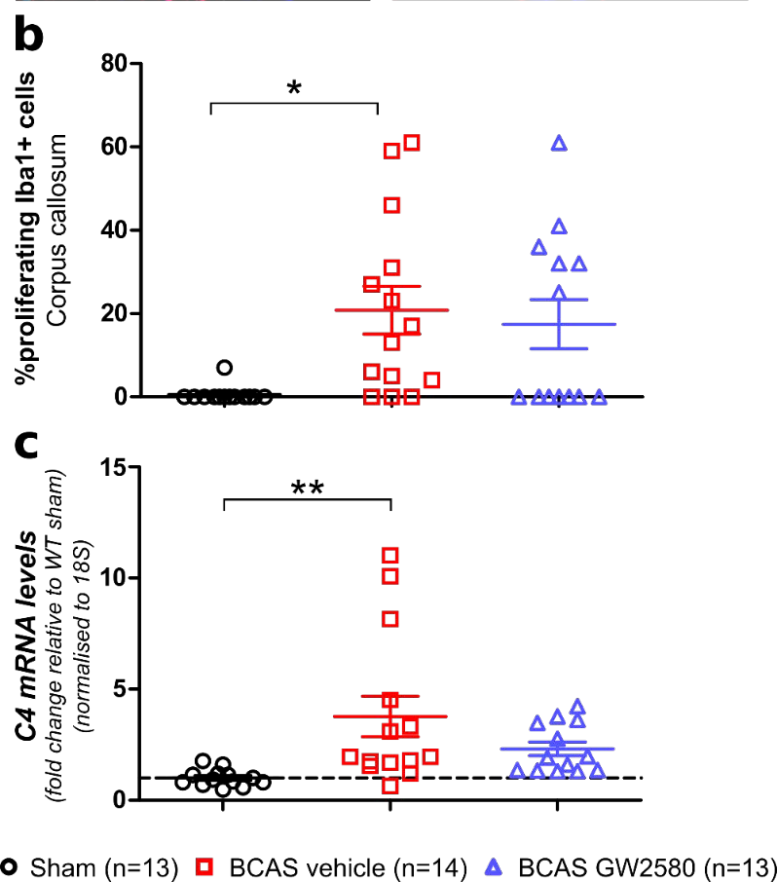 b
%proliferating Iba1+ cells
Corpus callosum
80
60
40
20
0
*
c
C4 mRNA levels
(fold change relative to WT sham)
(normalised to 18S)
15
10
5
0
**
Sham (n=13)
BCAS vehicle (n=14)
BCAS GW2580 (n=13)